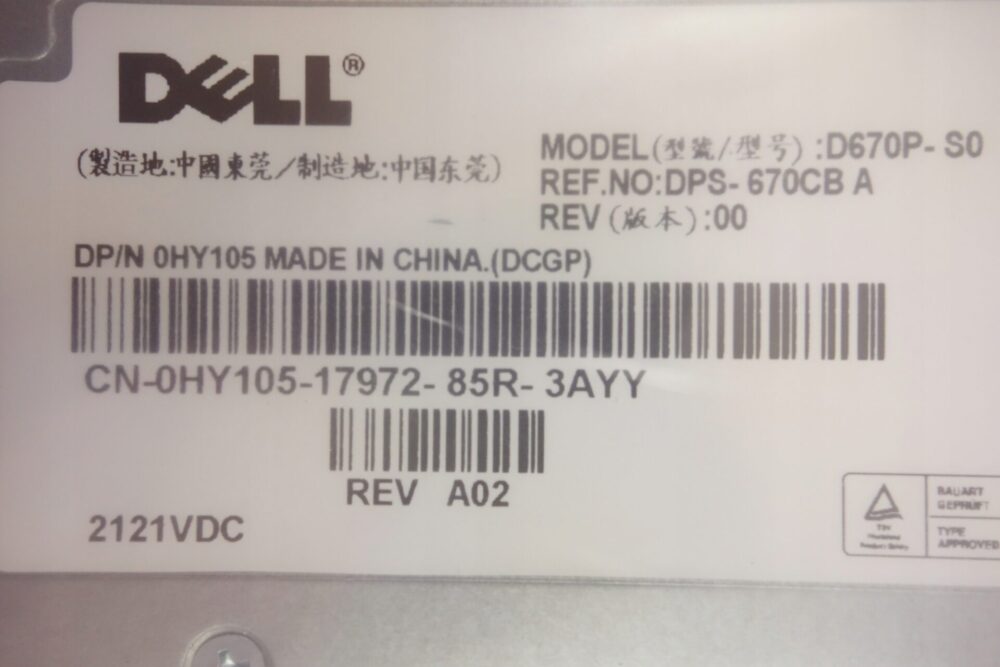 DELL®
(製造地:中國東莞/制造地:中国东莞)
MODEL(型號/型号):D670P-S0
REF.NO:DPS-670CB A
REV(版本):00
DP/N 0HY105 MADE IN CHINA.(DCGP)
CN-0HY105-17972-85R-3AYY
REV A02
2121VDC
BAUART
GEPRÜFT
TYPE
APPROVED